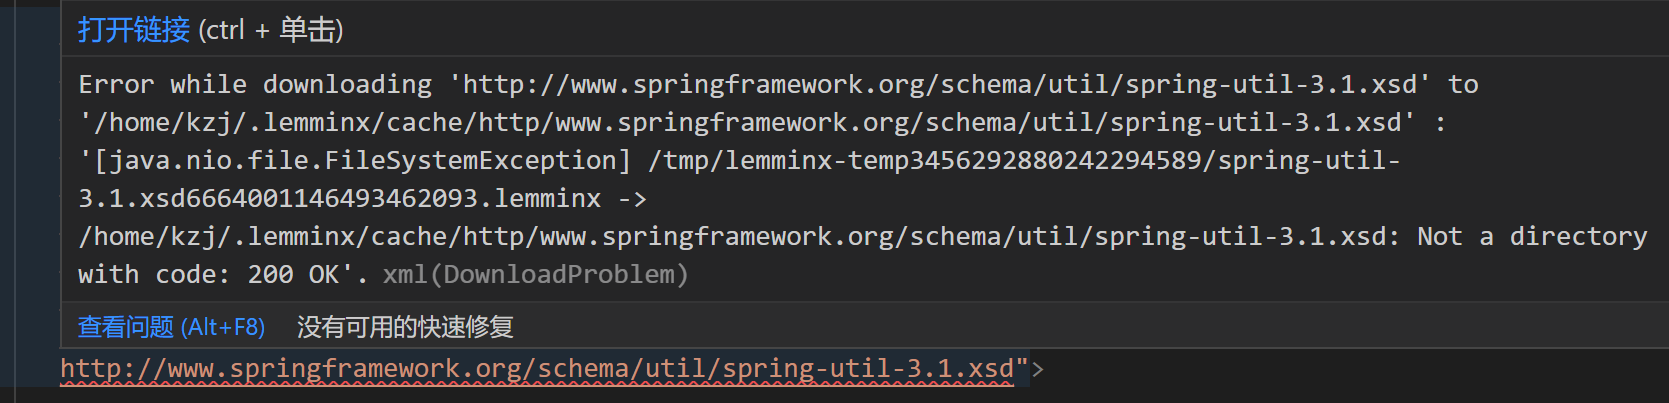 打开链接 (ctrl + 单击)
Error while downloading 'http://www.springframework.org/schema/util/spring-util-3.1.xsd' to
'/home/kzj/.lemminx/cache/http/www.springframework.org/schema/util/spring-util-3.1.xsd' :
'[java.nio.file.FileSystemException] /tmp/lemminx-temp3456292880242294589/spring-util-
3.1.xsd6664001146493462093.lemminx ->
/home/kzj/.lemminx/cache/http/www.springframework.org/schema/util/spring-util-3.1.xsd: Not a directory
with code: 200 OK'. xml(DownloadProblem)
查看问题 (Alt+F8) 没有可用的快速修复
http://www.springframework.org/schema/util/spring-util-3.1.xsd">